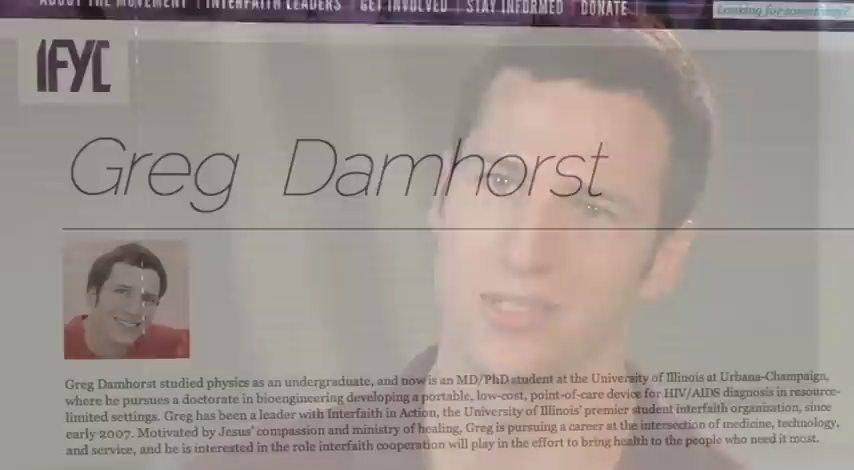 ABOUT THE MOVEMENT | INTERFAITH LEADERS | GET INVOLVED | STAY INFORMED | DONATE |
Looking for something?
IFYC
Greg Damhorst
Greg Damhorst studied physics as an undergraduate, and now is an MD/PhD student at the University of Illinois at Urbana-Champaign,
where he pursues a doctorate in bioengineering developing a portable, low-cost, point-of-care device for HIV/AIDS diagnosis in resource-
limited settings. Greg has been a leader with Interfaith in Action, the University of Illinois' premier student interfaith organization, since
early 2007. Motivated by Jesus' compassion and ministry of healing, Greg is pursuing a career at the intersection of medicine, technology,
and service, and he is interested in the role interfaith cooperation will play in the effort to bring health to the people who need it most.